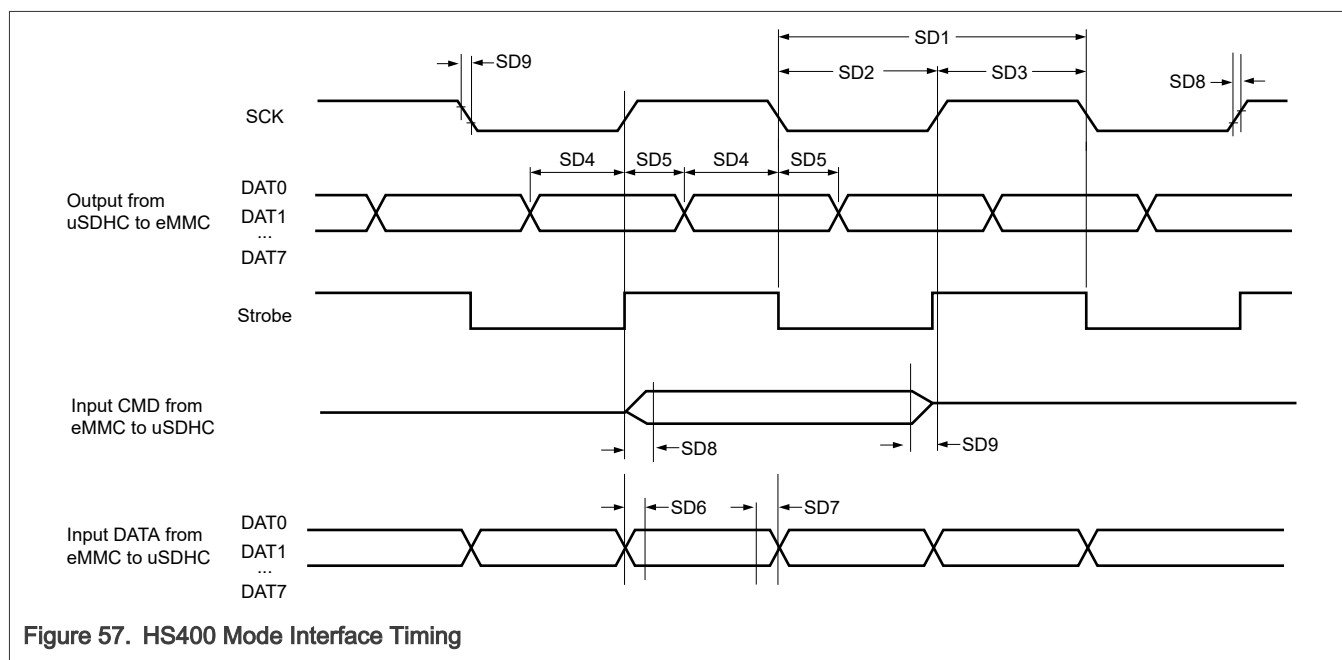 SD1
SD9
SD2
SD3
SD8
SCK
SD4
SD5
SD4
SD5
Output from
uSDHC to eMMC
DAT0
DAT1
...
DAT7
Strobe
Input CMD from
eMMC to uSDHC
SD8
SD9
Input DATA from
eMMC to uSDHC
DAT0
DAT1
...
DAT7
SD6
SD7
Figure 57. HS400 Mode Interface Timing